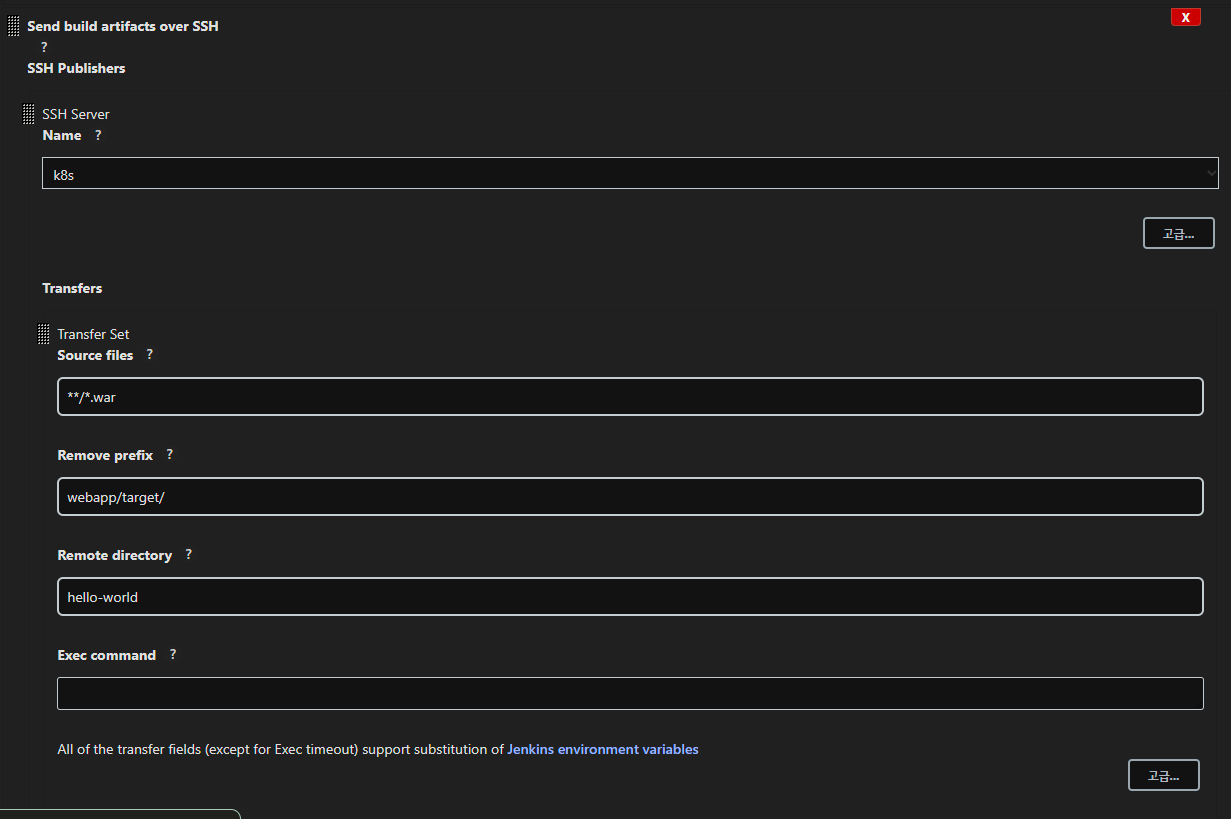 Send build artifacts over SSH
X
?
SSH Publishers
SSH Server
Name ?
k8s
고급...
Transfers
Transfer Set
Source files ?
**/*.war
Remove prefix ?
webapp/target/
Remote directory ?
hello-world
Exec command ?
All of the transfer fields (except for Exec timeout) support substitution of Jenkins environment variables
고급...